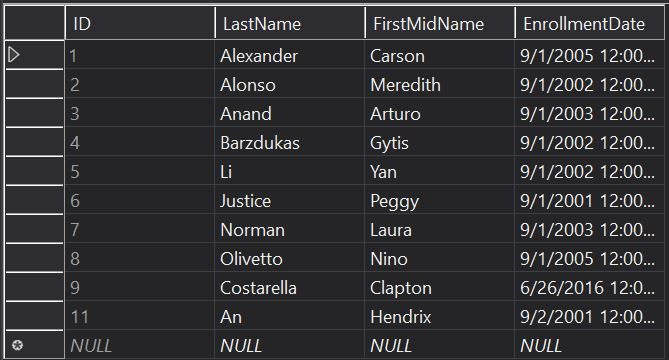 ID LastName FirstMidName EnrollmentDate
1 Alexander Carson 9/1/2005 12:00...
2 Alonso Meredith 9/1/2002 12:00...
3 Anand Arturo 9/1/2003 12:00...
4 Barzdukas Gytis 9/1/2002 12:00...
5 Li Yan 9/1/2002 12:00...
6 Justice Peggy 9/1/2001 12:00...
7 Norman Laura 9/1/2003 12:00...
8 Olivetto Nino 9/1/2005 12:00...
9 Costarella Clapton 6/26/2016 12:0...
11 An Hendrix 9/2/2001 12:00...
NULL NULL NULL NULL